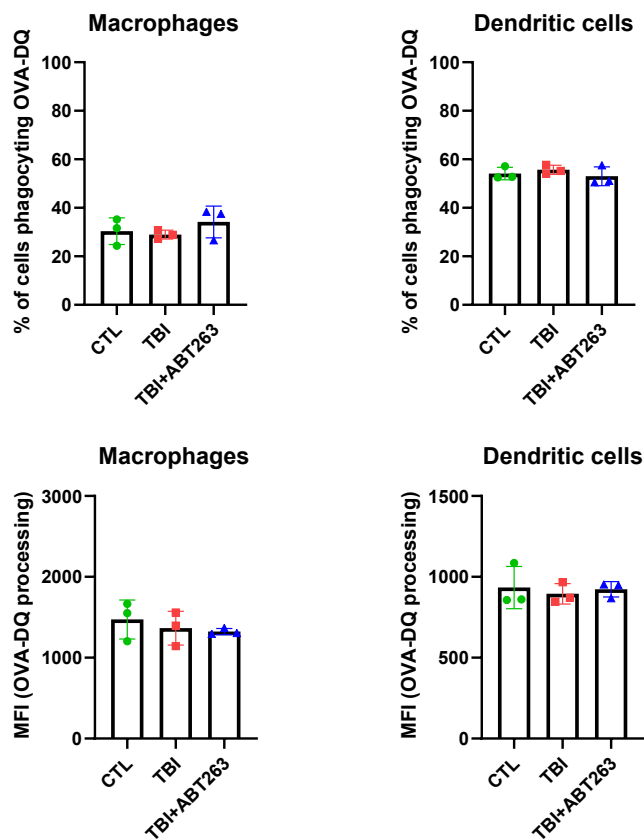 Macrophages
% of cells phagocyting OVA-DQ
100
80
60
40
20
0
CTL
TBI
TBI+ABT263
Dendritic cells
% of cells phagocyting OVA-DQ
100
80
60
40
20
0
CTL
TBI
TBI+ABT263
Macrophages
MFI (OVA-DQ processing)
3000
2000
1000
0
CTL
TBI
TBI+ABT263
Dendritic cells
MFI (OVA-DQ processing)
1500
1000
500
0
CTL
TBI
TBI+ABT263